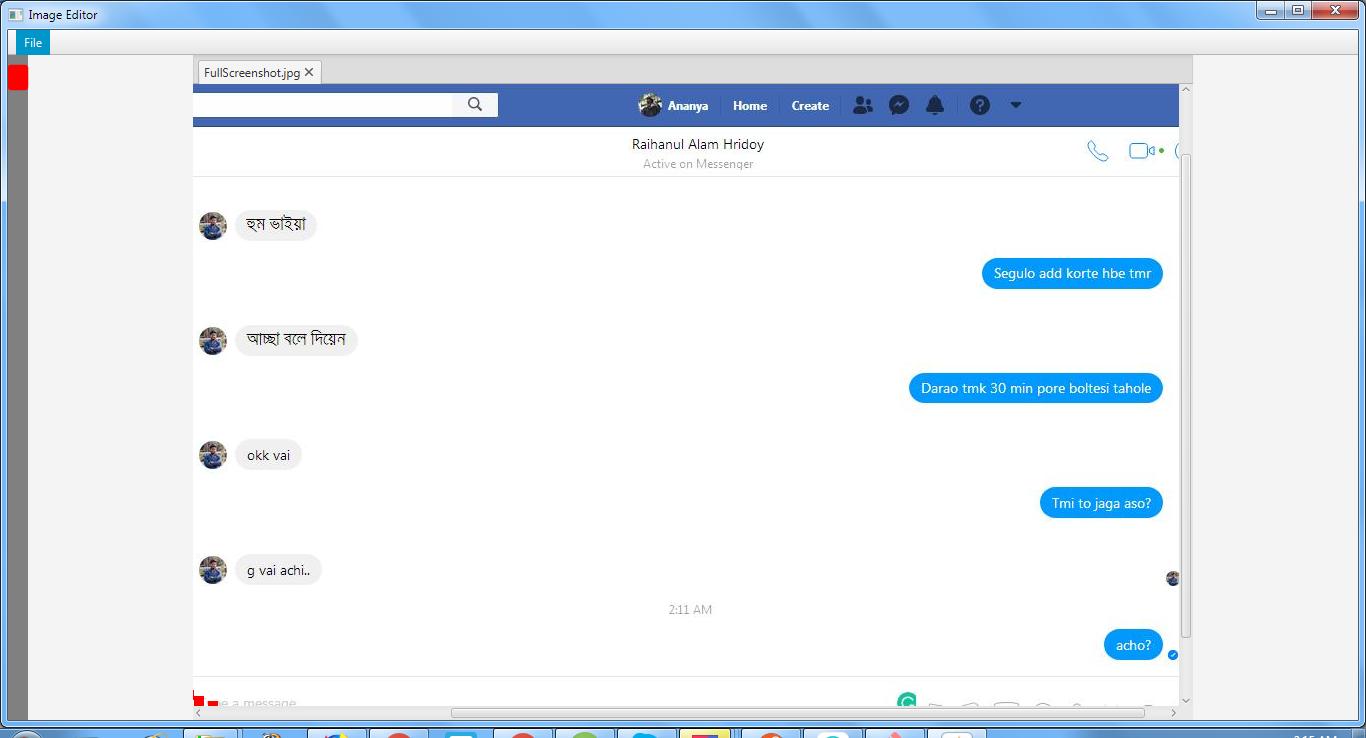 Image Editor
File
FullScreenshot.jpg
Ananya Home Create
Raihanul Alam Hridoy
Active on Messenger
হুম ভাইয়া
Segulo add korte hbe tmr
আচ্ছা বলে দিয়েন
Darao tmk 30 min pore boltesi tahole
okk vai
Tmi to jaga aso?
g vai achi..
2:11 AM
acho?
a message